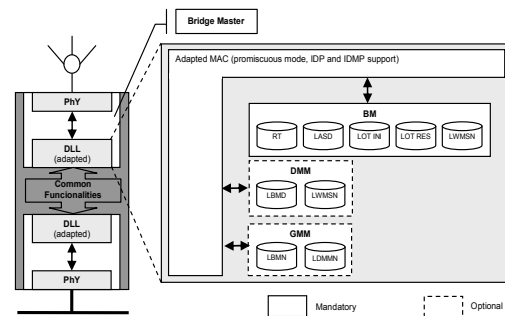 Bridge Master
Adapted MAC (promiscuous mode, IDP and IDMP support)
PhY
DLL
(adapted)
Common
Funcionalities
DLL
(adapted)
PhY
BM
RT
LASD
LOT INI
LOT RES
LWMSN
DMM
LBMD
LWMSN
GMM
LBMN
LDMMN
Mandatory
Optional